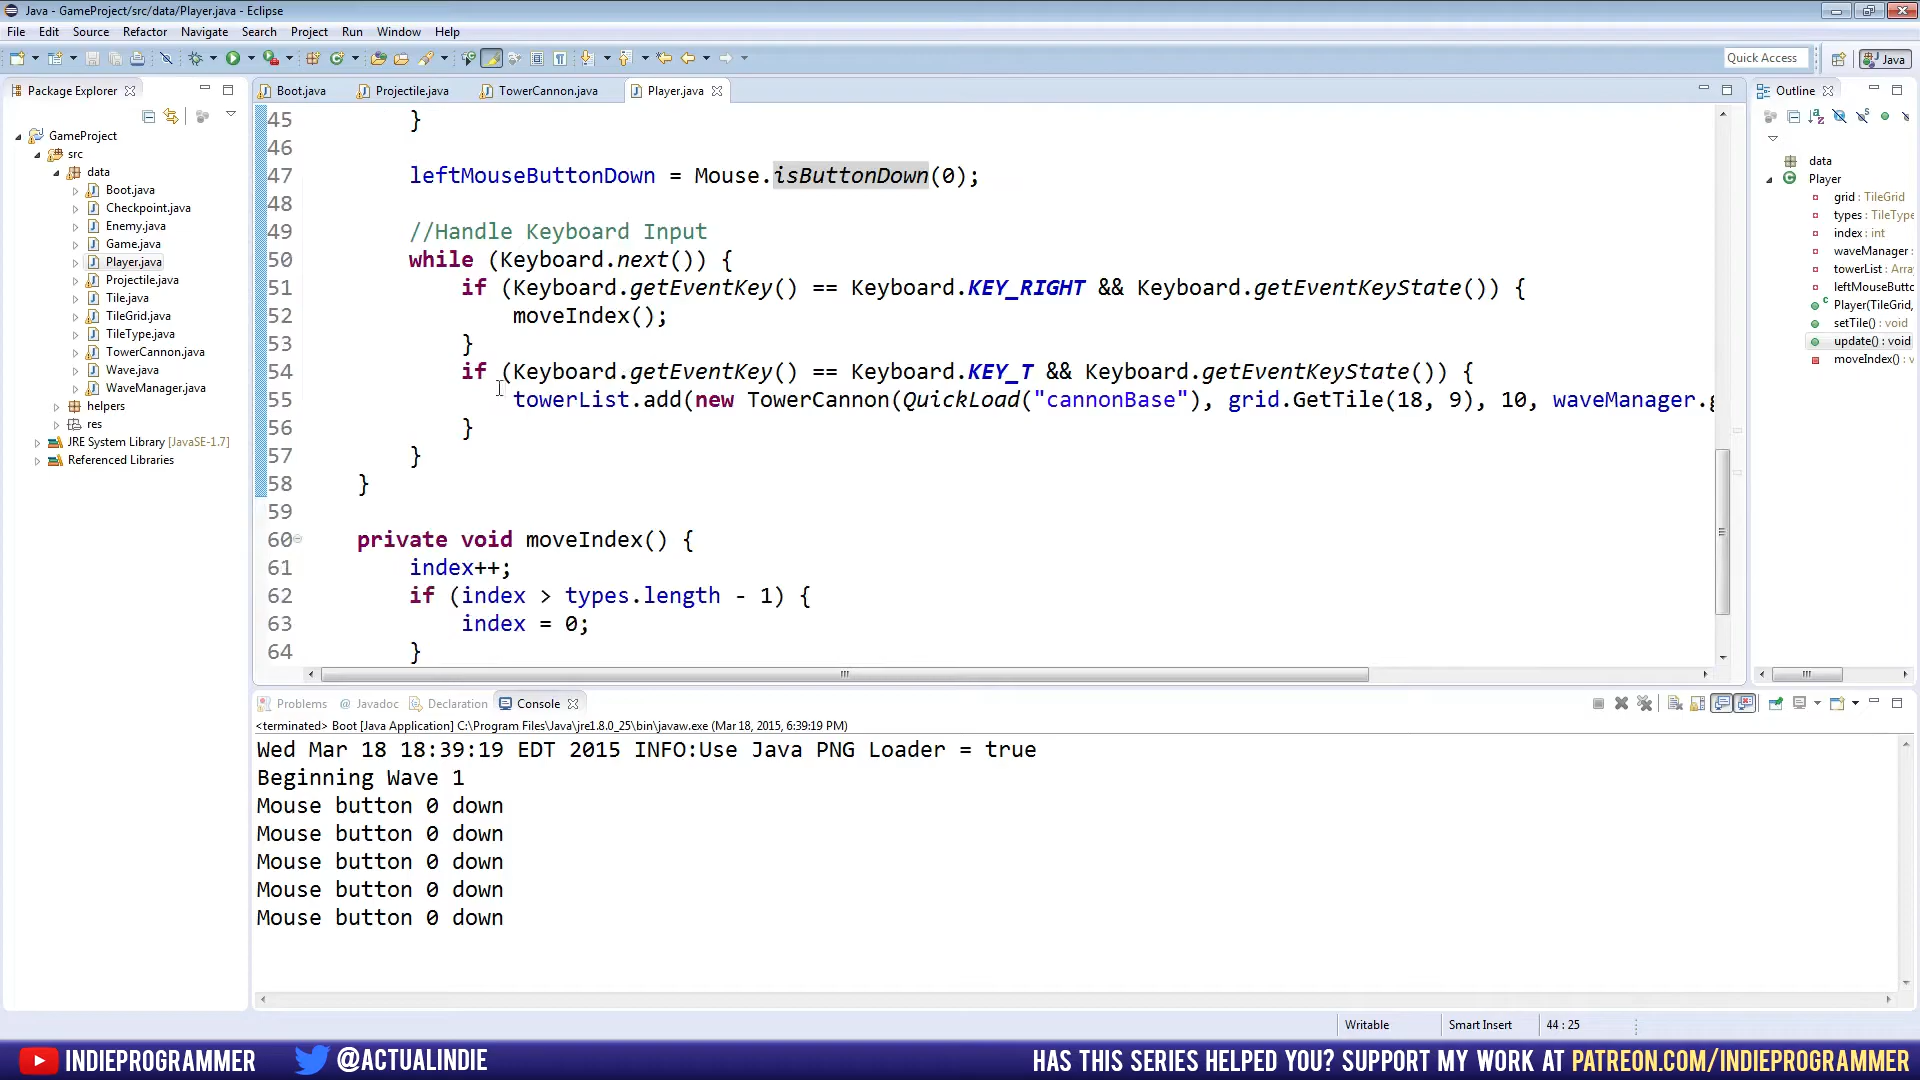 Java - GameProject/src/data/Player.java - Eclipse
File Edit Source Refactor Navigate Search Project Run Window Help
Quick Access Java
Package Explorer
Boot.java Projectile.java TowerCannon.java Player.java
Outline
GameProject
src
data
Boot.java
Checkpoint.java
Enemy.java
Game.java
Player.java
Projectile.java
Tile.java
TileGrid.java
TileType.java
TowerCannon.java
Wave.java
WaveManager.java
helpers
res
JRE System Library [JavaSE-1.7]
Referenced Libraries
45 }
46
47 leftMouseButtonDown = Mouse.isButtonDown(0);
48
49 //Handle Keyboard Input
50 while (Keyboard.next()) {
51 if (Keyboard.getEventKey() == Keyboard.KEY_RIGHT && Keyboard.getEventKeyState()) {
52 moveIndex();
53 }
54 if (Keyboard.getEventKey() == Keyboard.KEY_T && Keyboard.getEventKeyState()) {
55 towerList.add(new TowerCannon(QuickLoad("cannonBase"), grid.GetTile(18, 9), 10, waveManager.g
56 }
57 }
58 }
59
60 private void moveIndex() {
61 index++;
62 if (index > types.length - 1) {
63 index = 0;
64 }
data
Player
grid : TileGrid
types : TileType
index : int
waveManager :
towerList : Array
leftMouseButto
Player(TileGrid,
setTile() : void
update() : void
moveIndex() : v
Problems @ Javadoc Declaration Console
<terminated> Boot [Java Application] C:\Program Files\Java\jre1.8.0_25\bin\javaw.exe (Mar 18, 2015, 6:39:19 PM)
Wed Mar 18 18:39:19 EDT 2015 INFO:Use Java PNG Loader = true
Beginning Wave 1
Mouse button 0 down
Mouse button 0 down
Mouse button 0 down
Mouse button 0 down
Mouse button 0 down
Writable Smart Insert 44 : 25
INDIEPROGRAMMER @ACTUALINDIE HAS THIS SERIES HELPED YOU? SUPPORT MY WORK AT PATREON.COM/INDIEPROGRAMMER